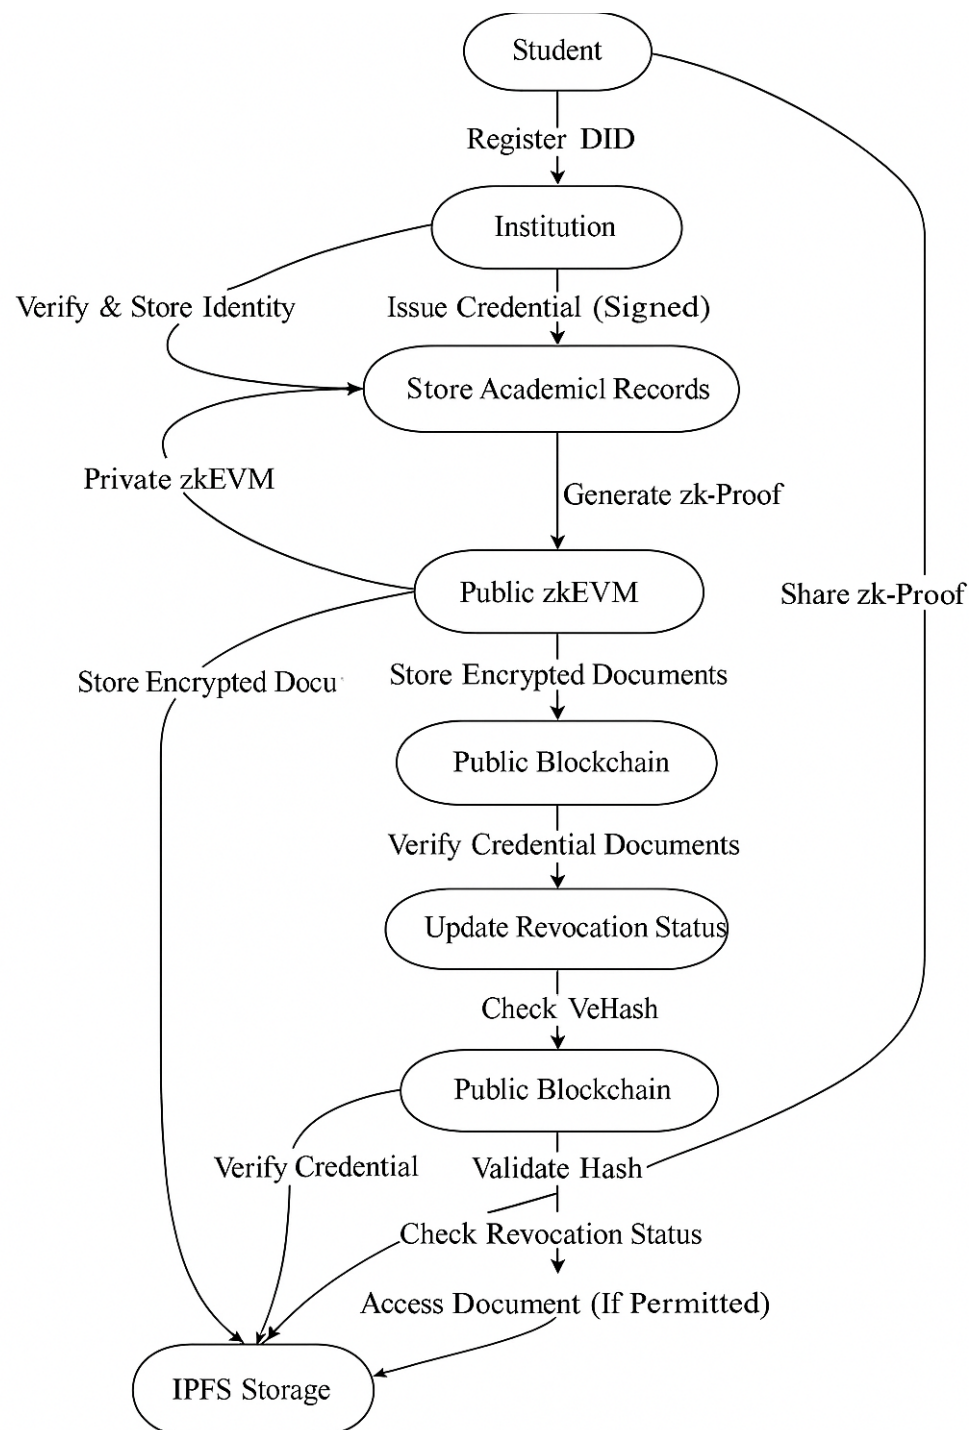 Student
Register DID
Institution
Verify & Store Identity
Issue Credential (Signed)
Store Academicl Records
Private zkEVM
Generate zk-Proof
Public zkEVM
Share zk-Proof
Store Encrypted Docu
Store Encrypted Documents
Public Blockchain
Verify Credential Documents
Update Revocation Status
Check VeHash
Public Blockchain
Verify Credential
Validate Hash
Check Revocation Status
Access Document (If Permitted)
IPFS Storage